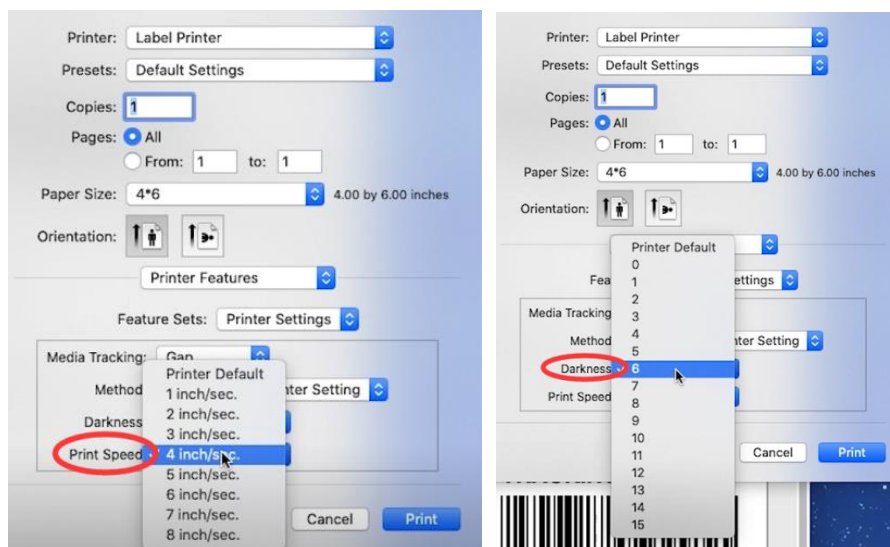 Printer: Label Printer
Presets: Default Settings
Copies: 1
Pages: All
From: 1 to: 1
Paper Size: 4*6 4.00 by 6.00 inches
Orientation:
Printer Features
Feature Sets: Printer Settings
Media Tracking: Gap
Printer Default
Method nter Setting
1 inch/sec.
2 inch/sec.
Darkness
3 inch/sec.
Print Speed 4 inch/sec.
5 inch/sec.
6 inch/sec.
7 inch/sec.
8 inch/sec.
Cancel Print
Printer: Label Printer
Presets: Default Settings
Copies: 1
Pages: All
From: 1 to: 1
Paper Size: 4*6 4.00 by 6.00 inches
Orientation:
Printer Default
0
Fea 1 ettings
2
Media Tracking 3
4
Method nter Setting
5
Darkness 6
7
Print Speed 8
9
10
11 Cancel Print
12
13
14
15